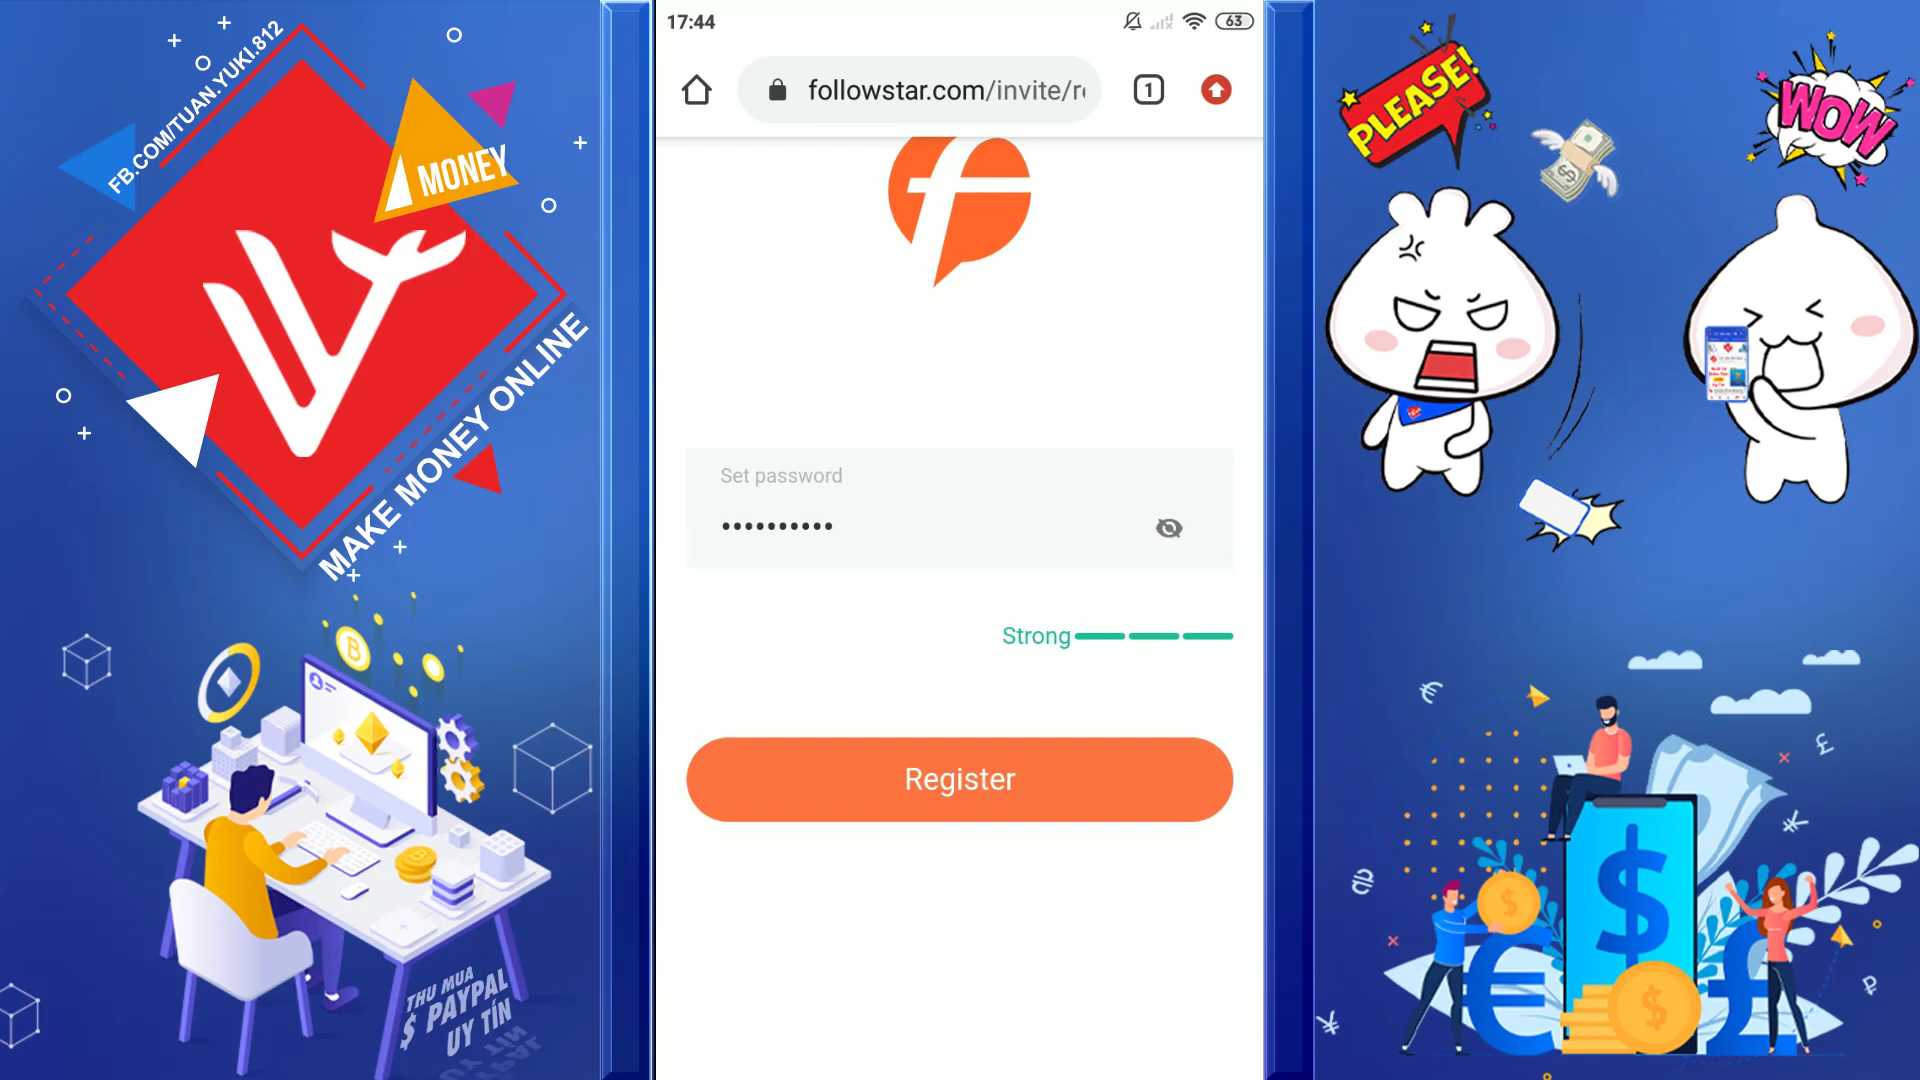 FB.COM/TUAN.YUKI.812
MONEY
MAKE MONEY ONLINE
THU MUA
$ PAYPAL
UY TÍN
17:44
63
followstar.com/invite/r
1
Set password
Strong
Register
PLEASE!
WOW